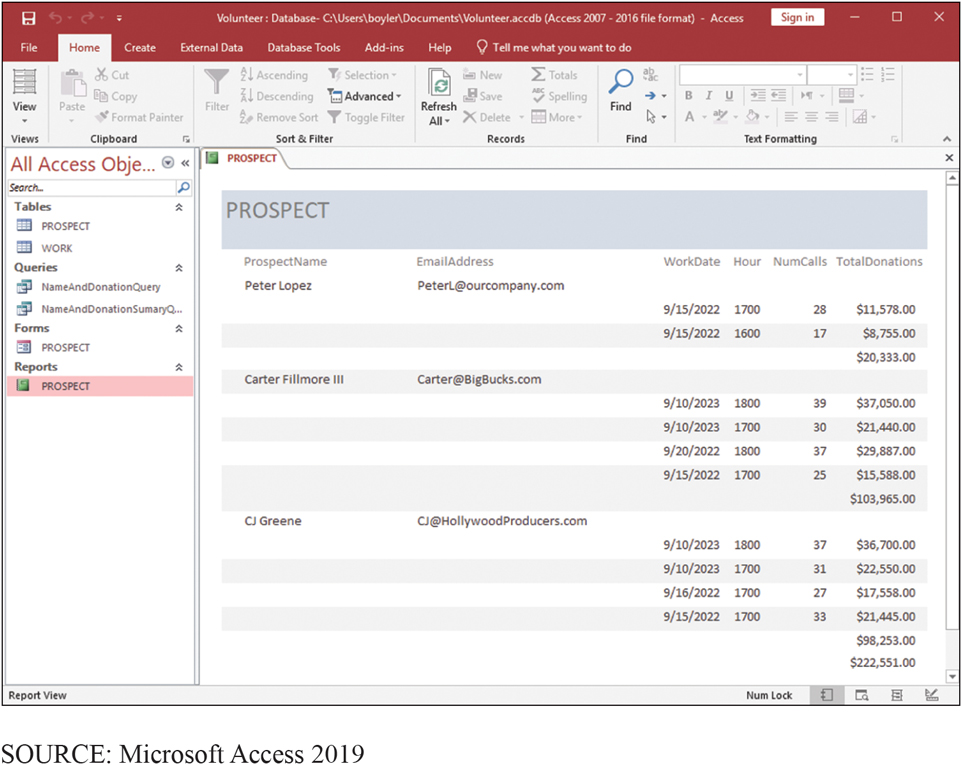 Volunteer : Database- C:\Users\boyler\Documents\Volunteer.accdb (Access 2007 - 2016 file format) - Access Sign in
File Home Create External Data Database Tools Add-ins Help Tell me what you want to do
View
Views
Paste
Cut
Copy
Format Painter
Clipboard
Filter
Ascending
Descending
Remove Sort
Selection
Advanced
Toggle Filter
Sort & Filter
Refresh
All
New
Save
Delete
Totals
Spelling
More
Records
Find
Find
B I U
A
Text Formatting
All Access Obje...
Search...
Tables
PROSPECT
WORK
Queries
NameAndDonationQuery
NameAndDonationSumaryQ...
Forms
PROSPECT
Reports
PROSPECT
PROSPECT
PROSPECT
ProspectName EmailAddress WorkDate Hour NumCalls TotalDonations
Peter Lopez PeterL@ourcompany.com
9/15/2022 1700 28 $11,578.00
9/15/2022 1600 17 $8,755.00
$20,333.00
Carter Fillmore III Carter@BigBucks.com
9/10/2023 1800 39 $37,050.00
9/10/2023 1700 30 $21,440.00
9/20/2022 1800 37 $29,887.00
9/15/2022 1700 25 $15,588.00
$103,965.00
CJ Greene CJ@HollywoodProducers.com
9/10/2023 1800 37 $36,700.00
9/10/2023 1700 31 $22,550.00
9/16/2022 1700 27 $17,558.00
9/15/2022 1700 33 $21,445.00
$98,253.00
$222,551.00
Report View Num Lock
SOURCE: Microsoft Access 2019